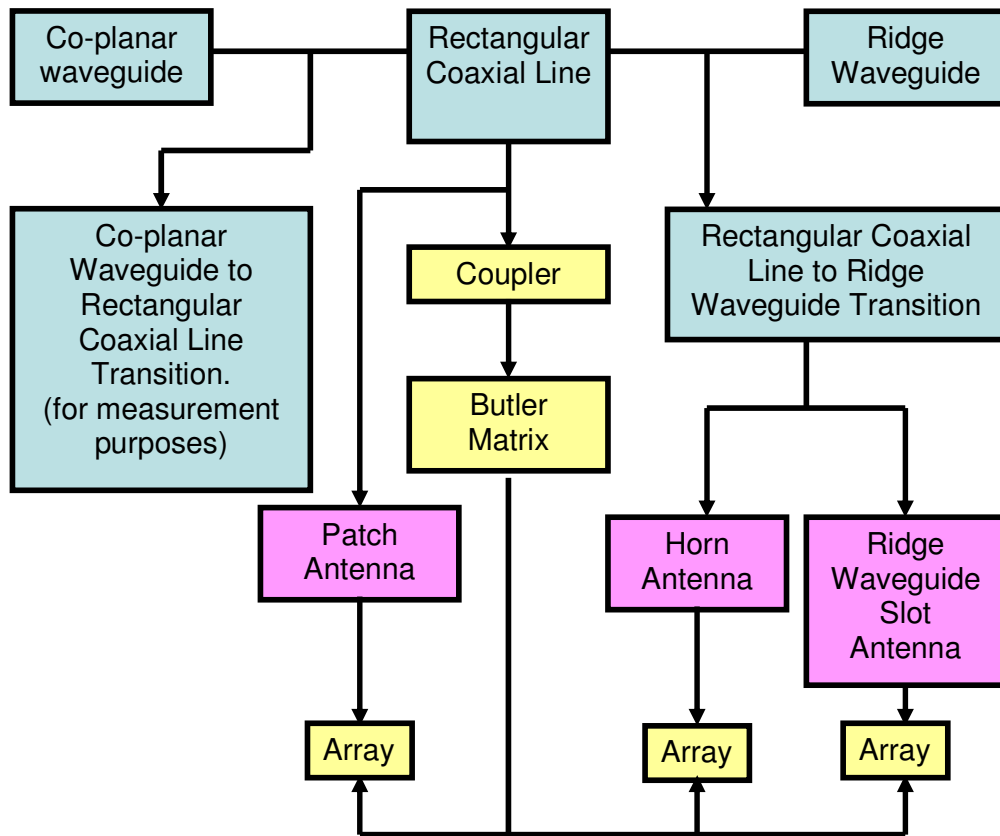 Co-planar
waveguide
Rectangular
Coaxial Line
Ridge
Waveguide
Co-planar
Waveguide to
Rectangular
Coaxial Line
Transition.
(for measurement
purposes)
Coupler
Rectangular Coaxial
Line to Ridge
Waveguide Transition
Butler
Matrix
Patch
Antenna
Horn
Antenna
Ridge
Waveguide
Slot
Antenna
Array
Array
Array